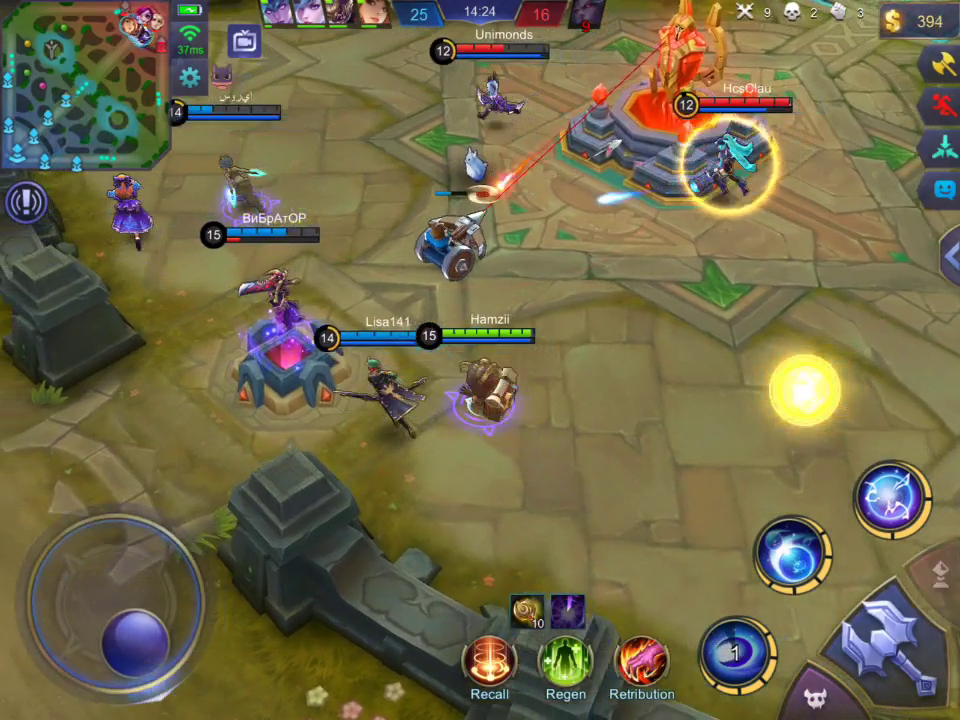 25
14:24
16
9
2
3
394
37ms
9
Unimonds
12
HcsClau
12
14
ВиБрАтОР
15
Lisa141
14
Hamzii
15
10
1
Recall
Regen
Retribution